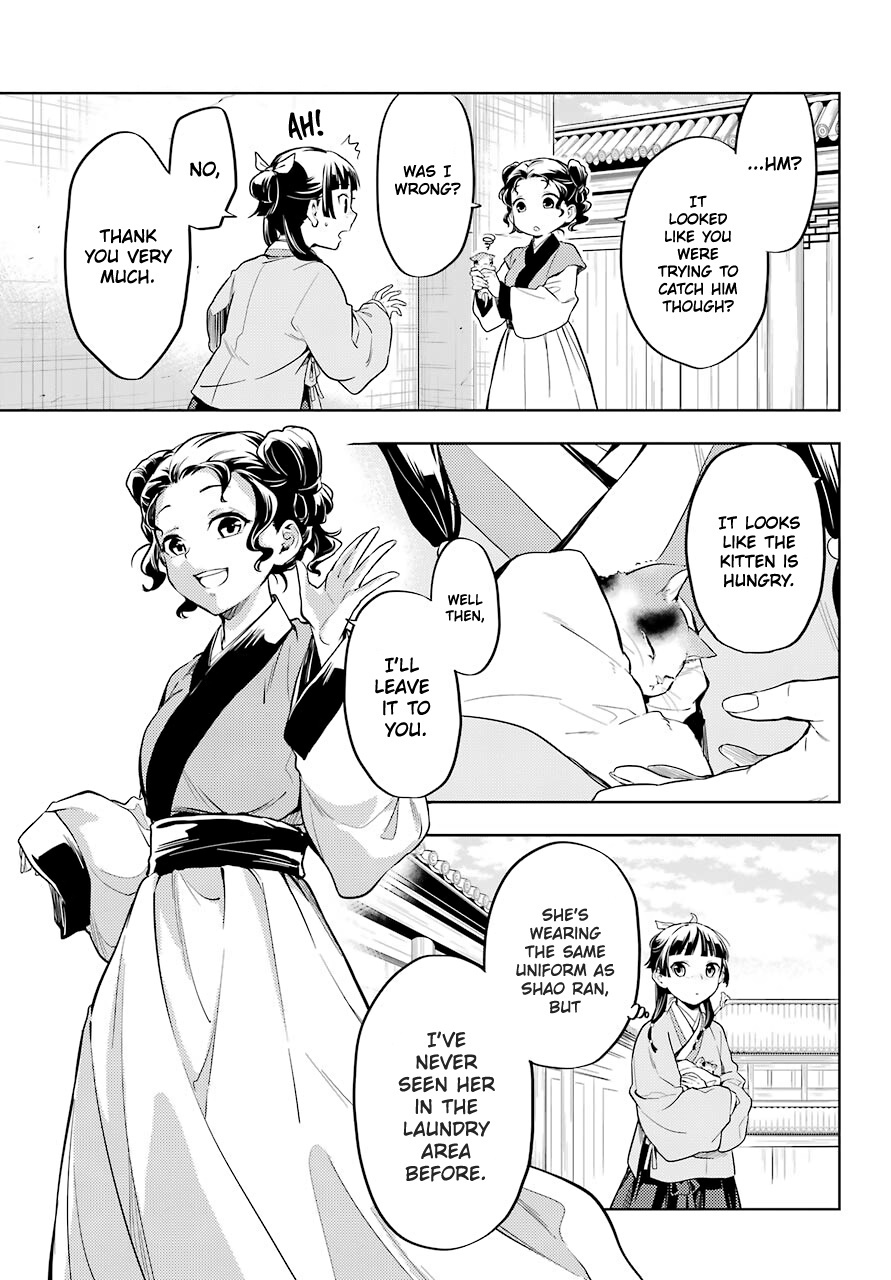 ...HM?
IT
LOOKED
LIKE YOU
WERE
TRYING TO
CATCH HIM
THOUGH?
WAS I
WRONG?
AH!
NO,
THANK
YOU VERY
MUCH.
IT LOOKS
LIKE THE
KITTEN IS
HUNGRY.
WELL
THEN,
I'LL
LEAVE
IT TO
YOU.
SHE'S
WEARING
THE SAME
UNIFORM AS
SHAO RAN,
BUT
I'VE
NEVER
SEEN HER
IN THE
LAUNDRY
AREA
BEFORE.